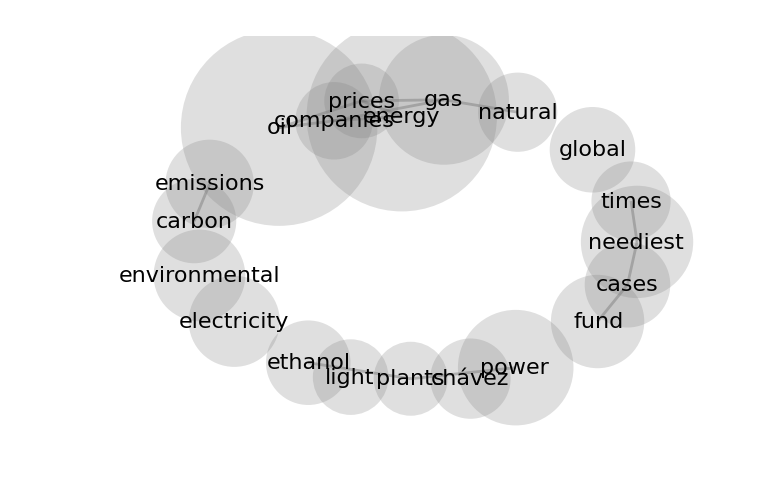 gas
prices
natural
energy
companies
oil
global
emissions
times
carbon
neediest
environmental
cases
electricity
fund
ethanol
power
light
plants
chávez